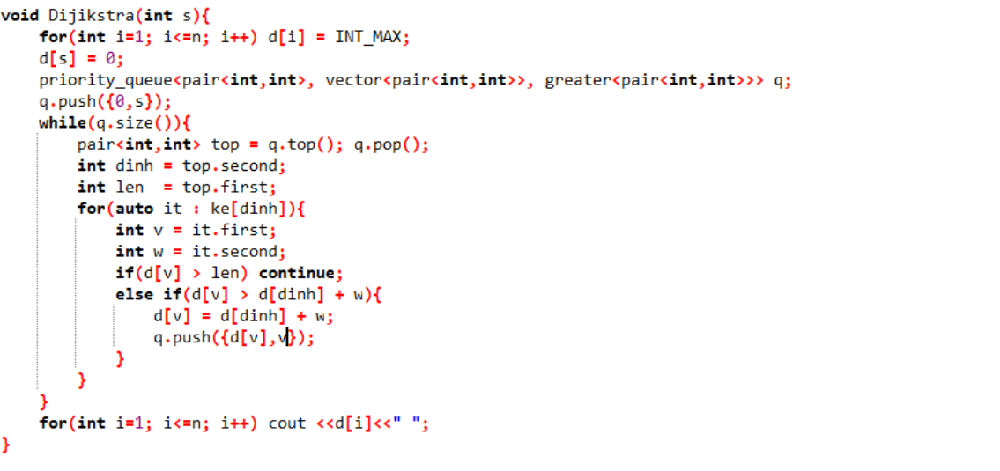 void Dijikstra(int s){
    for(int i=1; i<=n; i++) d[i] = INT_MAX;
    d[s] = 0;
    priority_queue<pair<int,int>, vector<pair<int,int>>, greater<pair<int,int>>> q;
    q.push({0,s});
    while(q.size()){
        pair<int,int> top = q.top(); q.pop();
        int dinh = top.second;
        int len  = top.first;
        for(auto it : ke[dinh]){
            int v = it.first;
            int w = it.second;
            if(d[v] > len) continue;
            else if(d[v] > d[dinh] + w){
                d[v] = d[dinh] + w;
                q.push({d[v],v});
            }
        }
    }
    for(int i=1; i<=n; i++) cout <<d[i]<<" ";
}